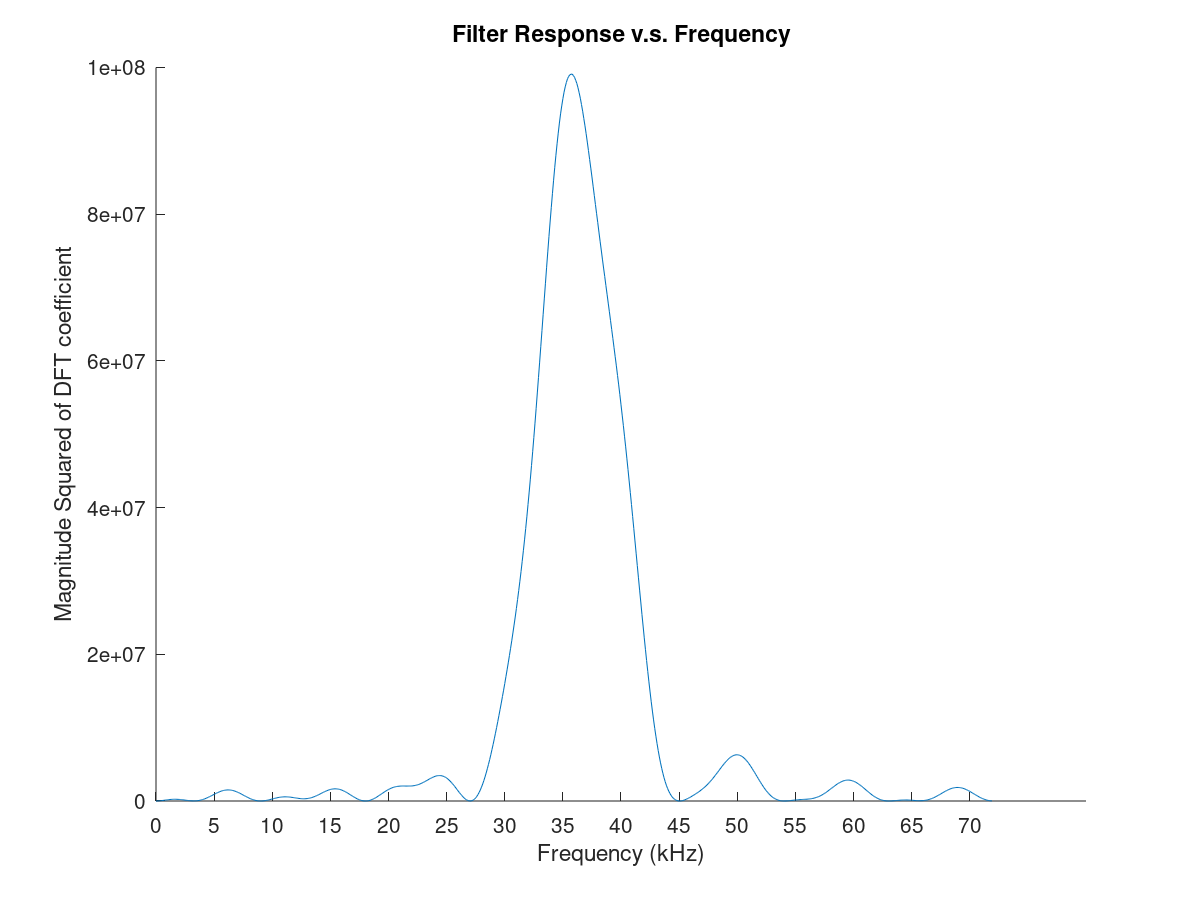 Filter Response v.s. Frequency
Magnitude Squared of DFT coefficient
1e+08
8e+07
6e+07
4e+07
2e+07
0
0 5 10 15 20 25 30 35 40 45 50 55 60 65 70
Frequency (kHz)